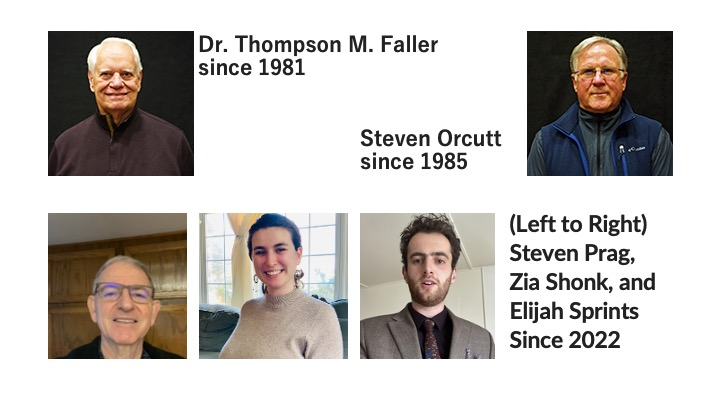 Dr. Thompson M. Faller
since 1981
Steven Orcutt
since 1985
(Left to Right)
Steven Prag,
Zia Shonk, and
Elijah Sprints
Since 2022